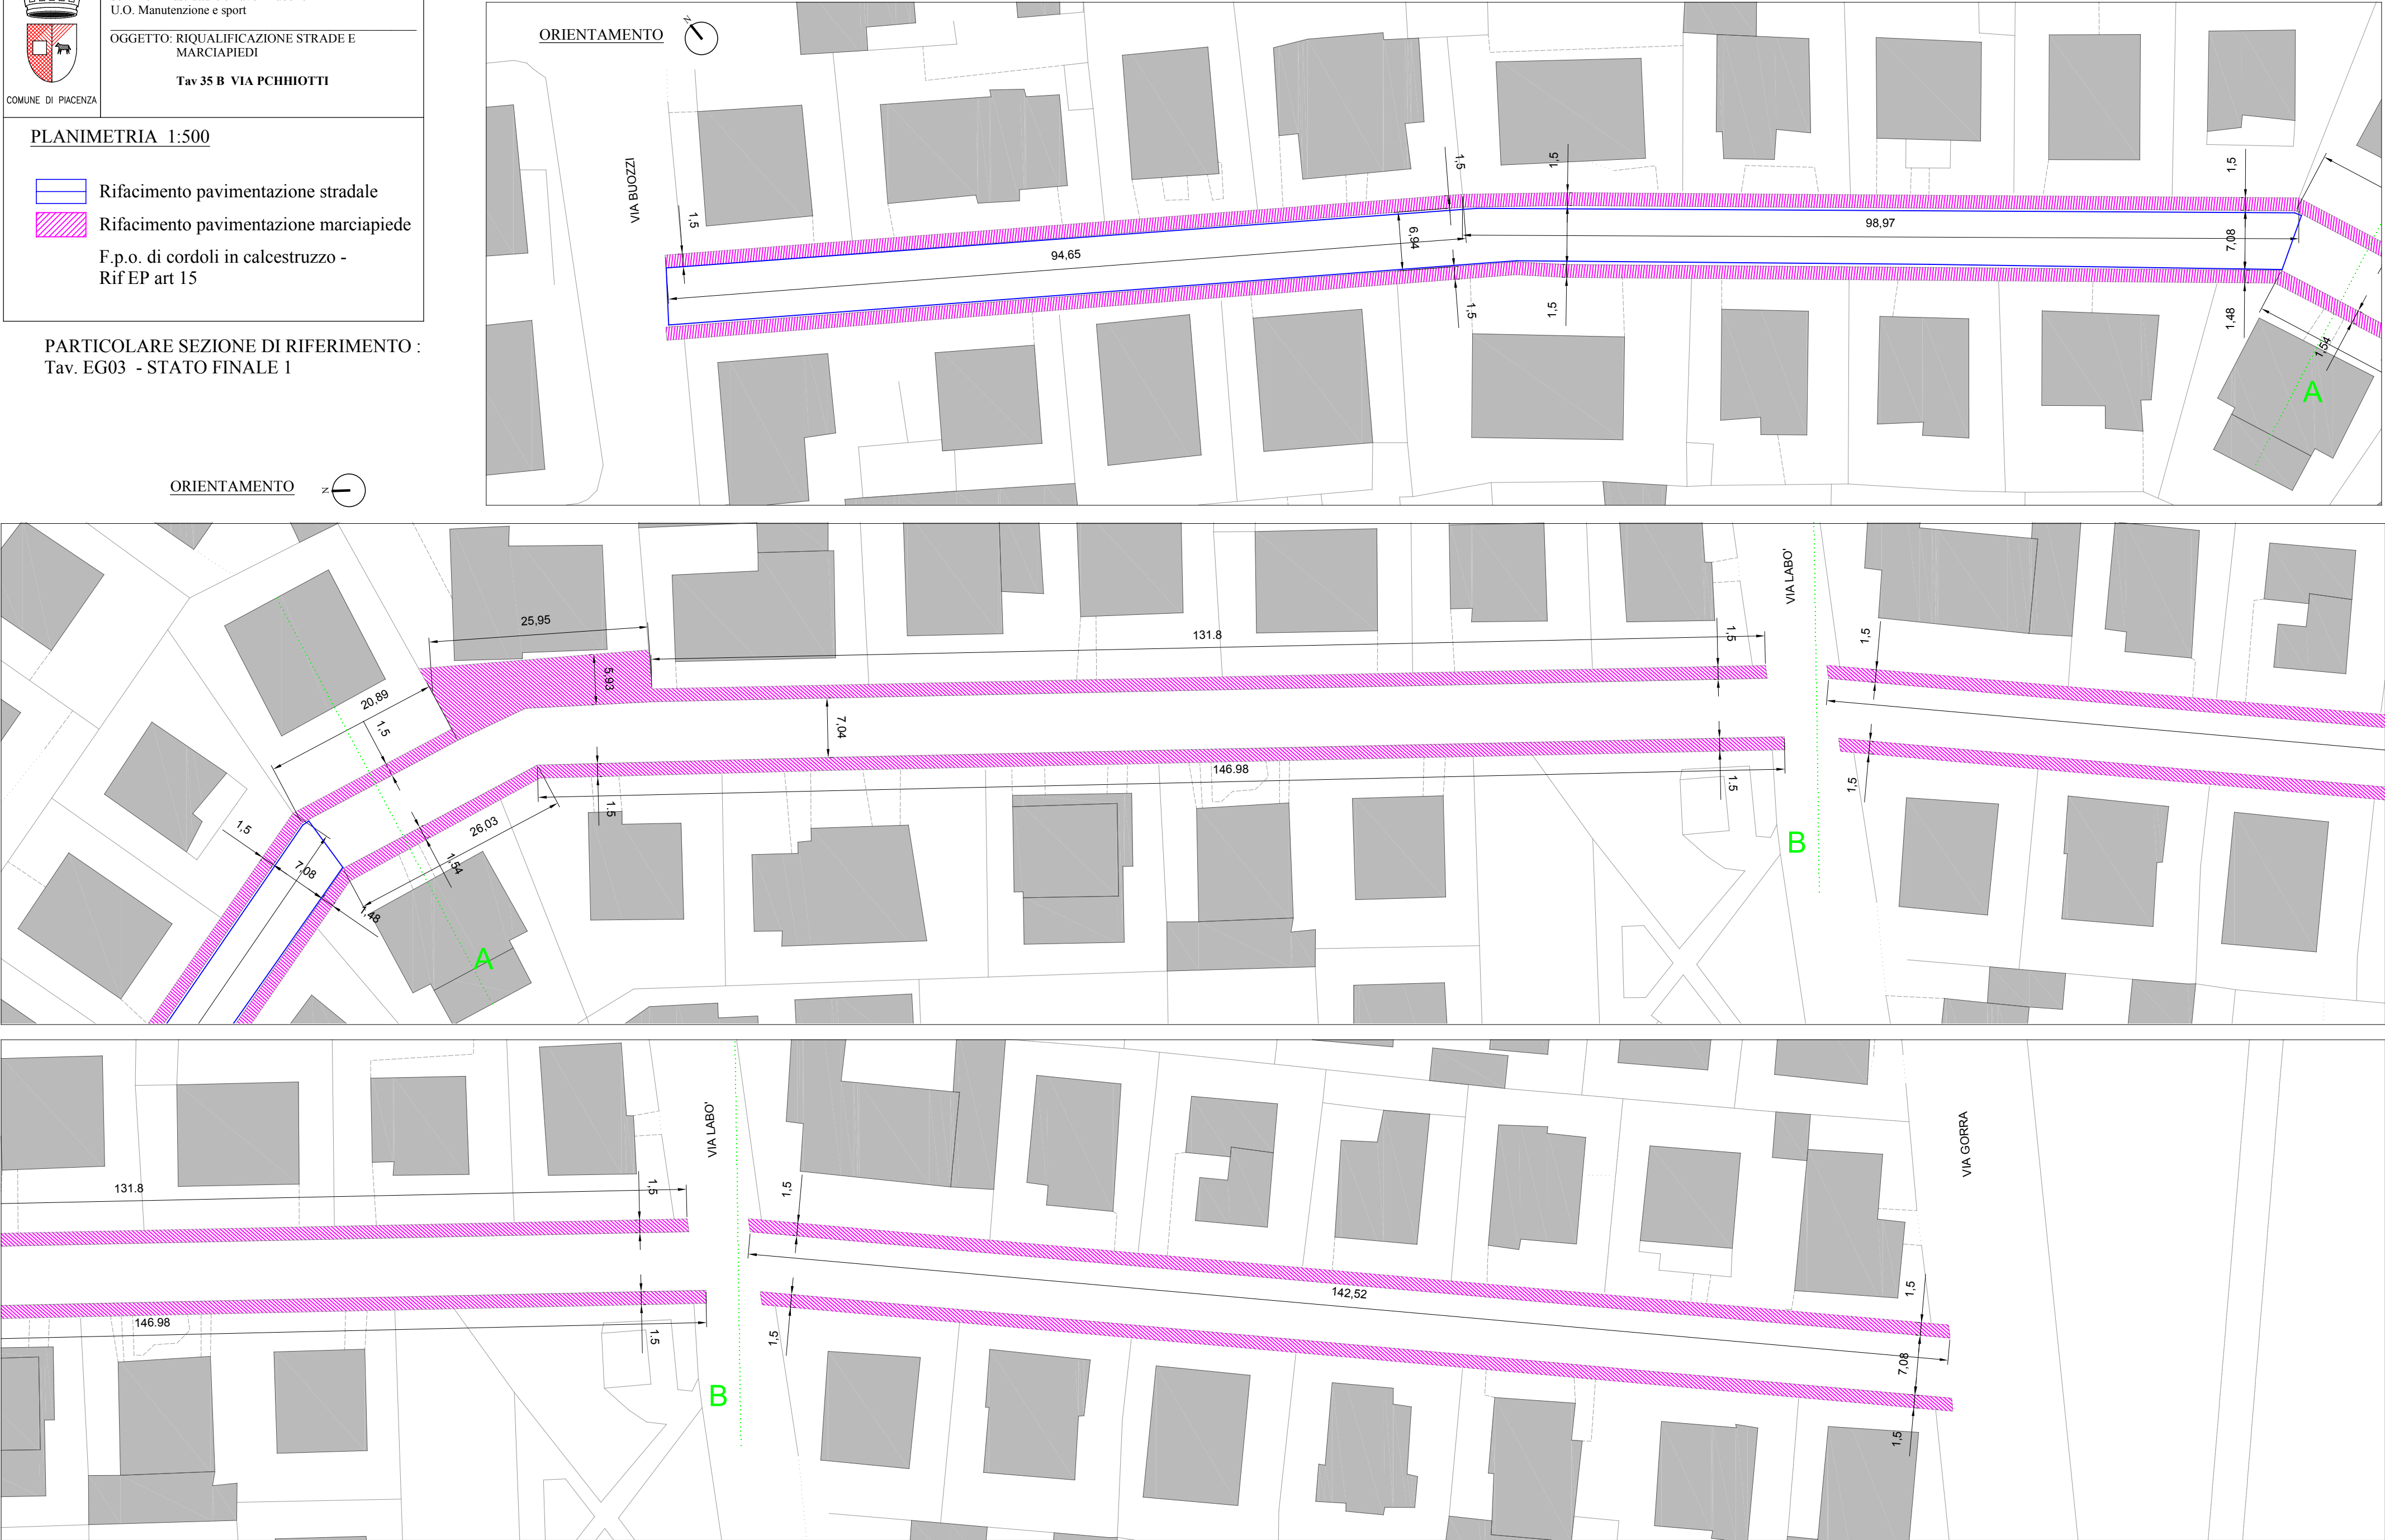 U.O. Manutenzione e sport
OGGETTO: RIQUALIFICAZIONE STRADE E
MARCIAPIEDI
Tav 35 B VIA PCHHIOTTI
COMUNE DI PIACENZA
PLANIMETRIA 1:500
Rifacimento pavimentazione stradale
Rifacimento pavimentazione marciapiede
F.p.o. di cordoli in calcestruzzo -
Rif EP art 15
PARTICOLARE SEZIONE DI RIFERIMENTO :
Tav. EG03 - STATO FINALE 1
ORIENTAMENTO
N
ORIENTAMENTO
N
VIA BUOZZI
1,5
94,65
6,94
1,5
1,5
1,5
1,5
98,97
1,5
7,08
1,48
1,54
A
25,95
5,93
131.8
20,89
1,5
7,04
1,5
VIA LABO'
1,5
1,5
146.98
1.5
1.5
26,03
1,54
1,5
7,08
1,48
A
B
131.8
1,5
VIA LABO'
1,5
146.98
1.5
1,5
B
142,52
VIA GORRA
1,5
7,08
1,5